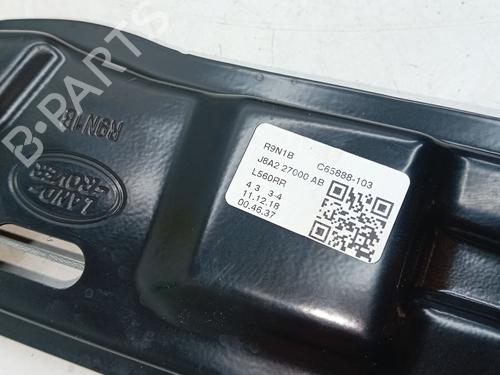 B-PARTS
R9N1B
LAND
ROVER
R9N1B C65888-103
J8A2 27000 AB
L560RR
4 3 3-4
11.12.18
00.46.37